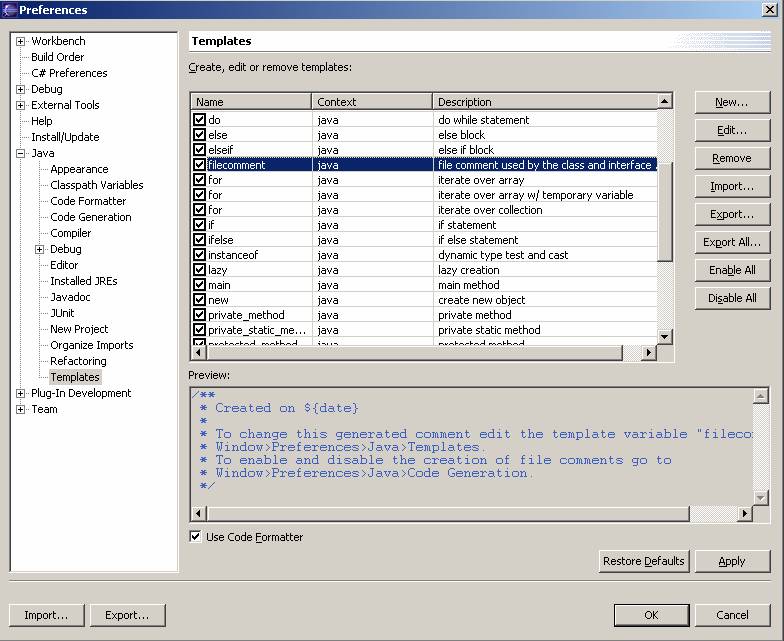 Preferences
Workbench
Build Order
C# Preferences
Debug
External Tools
Help
Install/Update
Java
Appearance
Classpath Variables
Code Formatter
Code Generation
Compiler
Debug
Editor
Installed JREs
Javadoc
JUnit
New Project
Organize Imports
Refactoring
Templates
Plug-In Development
Team
Templates
Create, edit or remove templates:
Name Context Description
do java do while statement
else java else block
elseif java else if block
filecomment java file comment used by the class and interface .
for java iterate over array
for java iterate over array w/ temporary variable
for java iterate over collection
if java if statement
ifelse java if else statement
instanceof java dynamic type test and cast
lazy java lazy creation
main java main method
new java create new object
private_method java private method
private_static_me... java private static method
protected_method java protected method
New...
Edit...
Remove
Import...
Export...
Export All...
Enable All
Disable All
Preview:
/**
* Created on ${date}
*
* To change this generated comment edit the template variable "fileco
* Window>Preferences>Java>Templates.
* To enable and disable the creation of file comments go to
* Window>Preferences>Java>Code Generation.
*/
Use Code Formatter
Restore Defaults Apply
Import... Export... OK Cancel